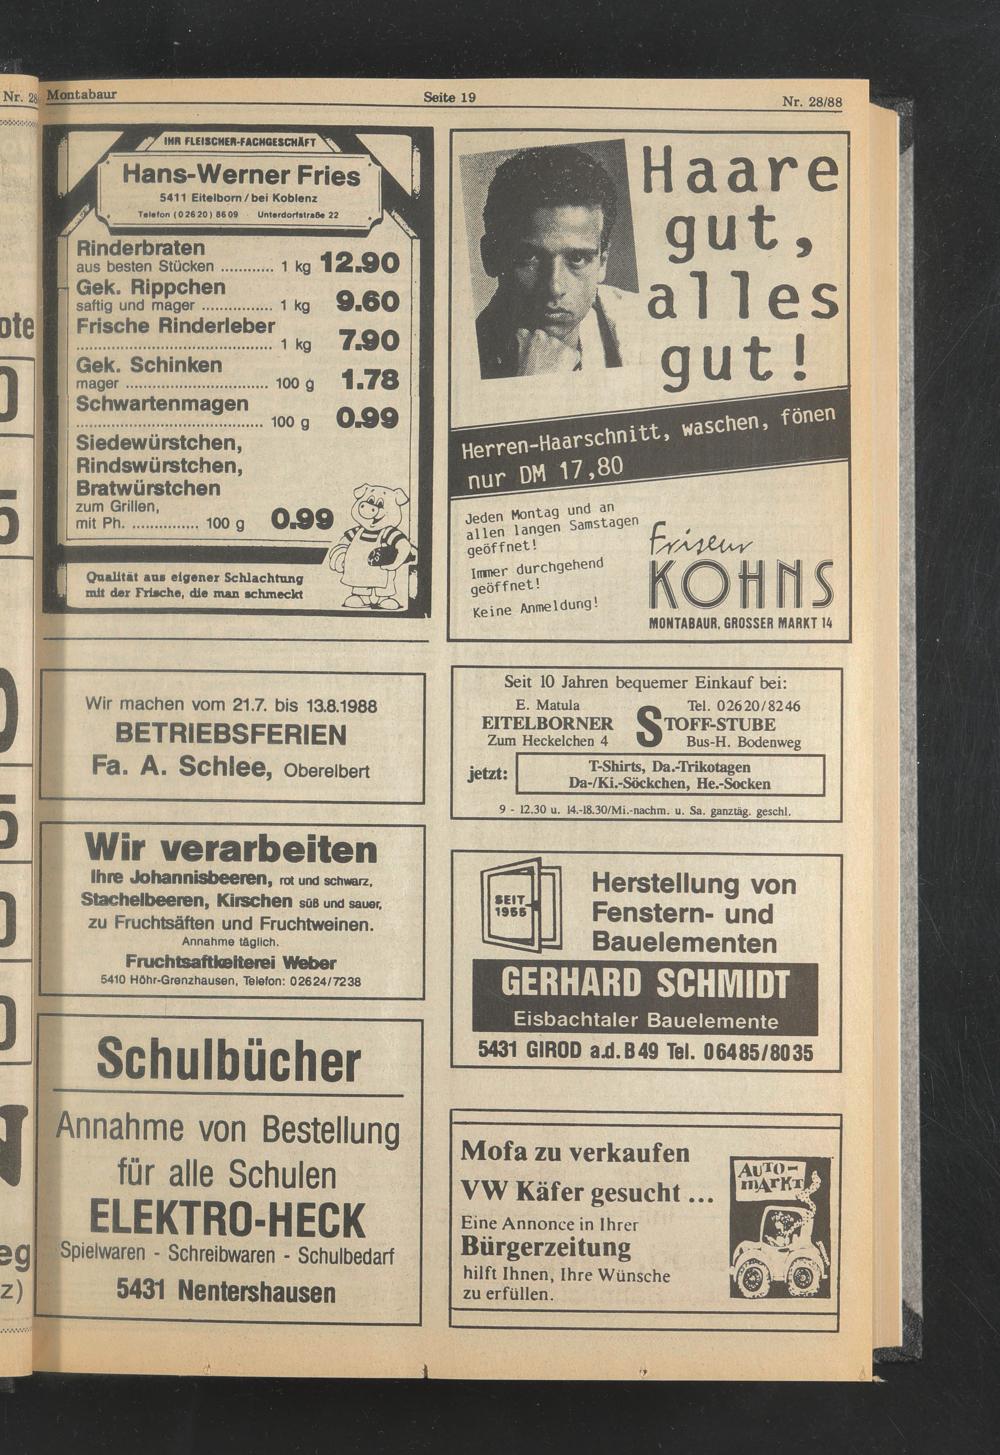 Nr. 28
Montabaur
Seite 19
Nr. 28/88
IHR FLEISCHER-FACHGESCHÄFT
Hans-Werner Fries
5411 Eitelborn / bei Koblenz
Telefon (02620) 8609 Unterdorfstraße 22
Rinderbraten
aus besten Stücken ............ 1 kg 12.90
Gek. Rippchen
saftig und mager ................ 1 kg 9.60
Frische Rinderleber
............................................ 1 kg 7.90
Gek. Schinken
mager ................................ 100 g 1.78
Schwartenmagen
.......................................... 100 g 0.99
Siedewürstchen,
Rindswürstchen,
Bratwürstchen
zum Grillen,
mit Ph. ............... 100 g 0.99
Qualität aus eigener Schlachtung
mit der Frische, die man schmeckt
Haare
gut,
alles
gut!
Herren-Haarschnitt, waschen, fönen
nur DM 17,80
Jeden Montag und an
allen langen Samstagen
geöffnet!
Immer durchgehend
geöffnet!
Keine Anmeldung!
Friseur
KOHNS
MONTABAUR, GROSSER MARKT 14
Wir machen vom 21.7. bis 13.8.1988
BETRIEBSFERIEN
Fa. A. Schlee, Oberelbert
Seit 10 Jahren bequemer Einkauf bei:
E. Matula Tel. 02620/8246
EITELBORNER STOFF-STUBE
Zum Heckelchen 4 Bus-H. Bodenweg
jetzt: T-Shirts, Da.-Trikotagen
Da-/Ki.-Söckchen, He.-Socken
9 - 12.30 u. 14.-18.30/Mi.-nachm. u. Sa. ganztäg. geschl.
Wir verarbeiten
Ihre Johannisbeeren, rot und schwarz,
Stachelbeeren, Kirschen süß und sauer,
zu Fruchtsäften und Fruchtweinen.
Annahme täglich.
Fruchtsaftkelterei Weber
5410 Höhr-Grenzhausen, Telefon: 02624/7238
SEIT
1955
Herstellung von
Fenstern- und
Bauelementen
GERHARD SCHMIDT
Eisbachtaler Bauelemente
5431 GIROD a.d. B49 Tel. 06485/8035
Schulbücher
Annahme von Bestellung
für alle Schulen
ELEKTRO-HECK
Spielwaren - Schreibwaren - Schulbedarf
5431 Nentershausen
Mofa zu verkaufen
VW Käfer gesucht ...
Eine Annonce in Ihrer
Bürgerzeitung
hilft Ihnen, Ihre Wünsche
zu erfüllen.
AUTO-
MARKT